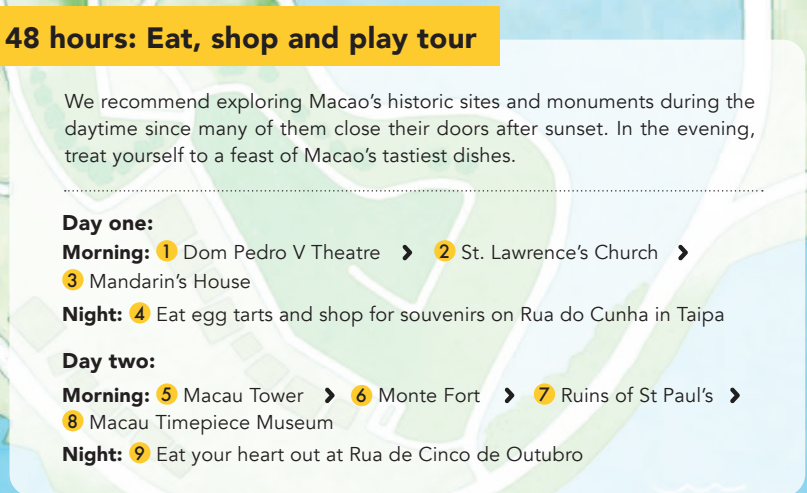 48 hours: Eat, shop and play tour
We recommend exploring Macao's historic sites and monuments during the
daytime since many of them close their doors after sunset. In the evening,
treat yourself to a feast of Macao's tastiest dishes.
Day one:
Morning: 1 Dom Pedro V Theatre > 2 St. Lawrence's Church >
3 Mandarin's House
Night: 4 Eat egg tarts and shop for souvenirs on Rua do Cunha in Taipa
Day two:
Morning: 5 Macau Tower > 6 Monte Fort > 7 Ruins of St Paul's >
8 Macau Timepiece Museum
Night: 9 Eat your heart out at Rua de Cinco de Outubro